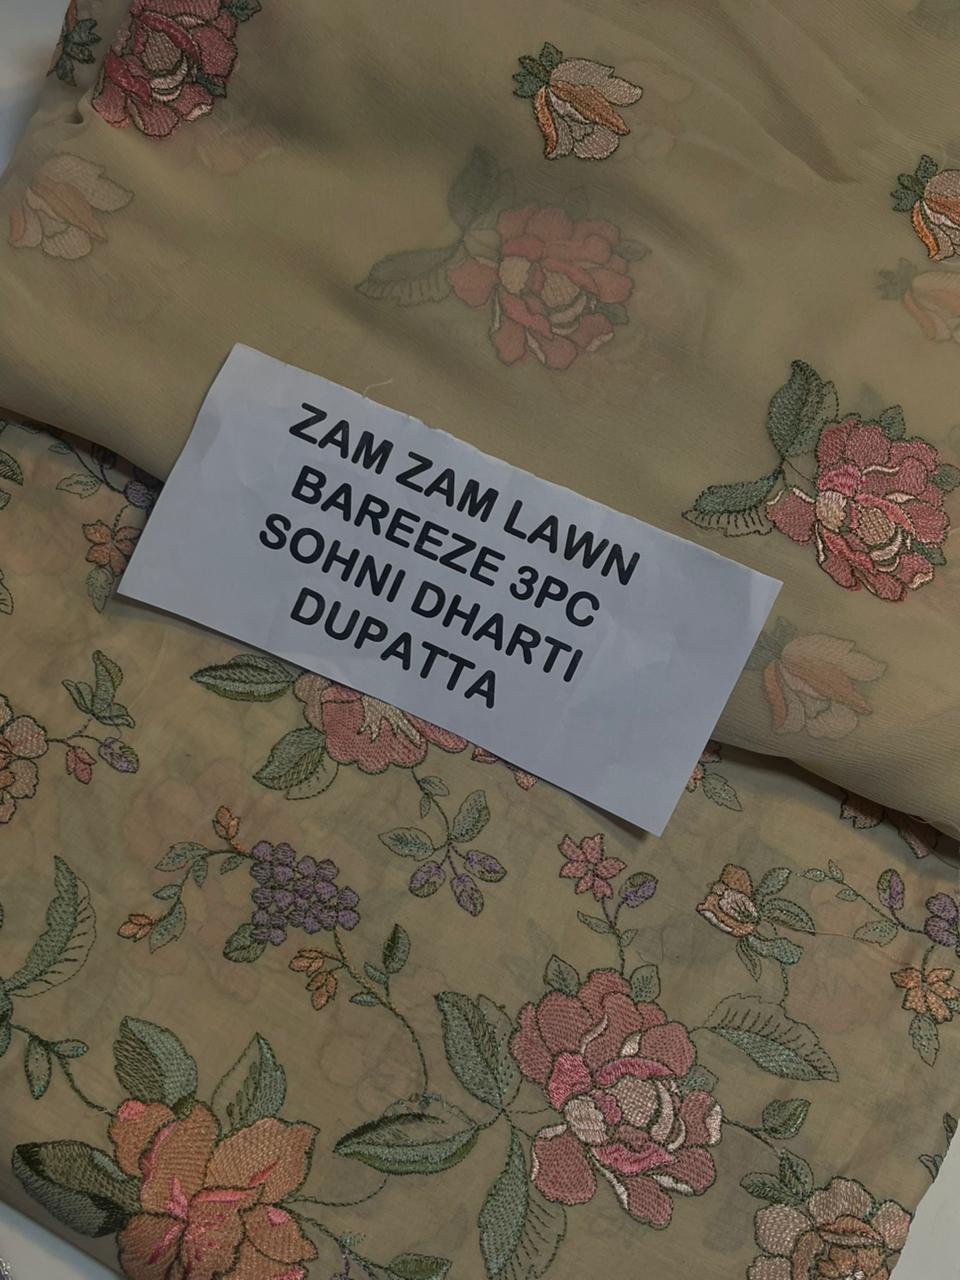 ZAM ZAM LAWN
BAREEZE 3PC
SOHNI DHARTI
DUPATTA